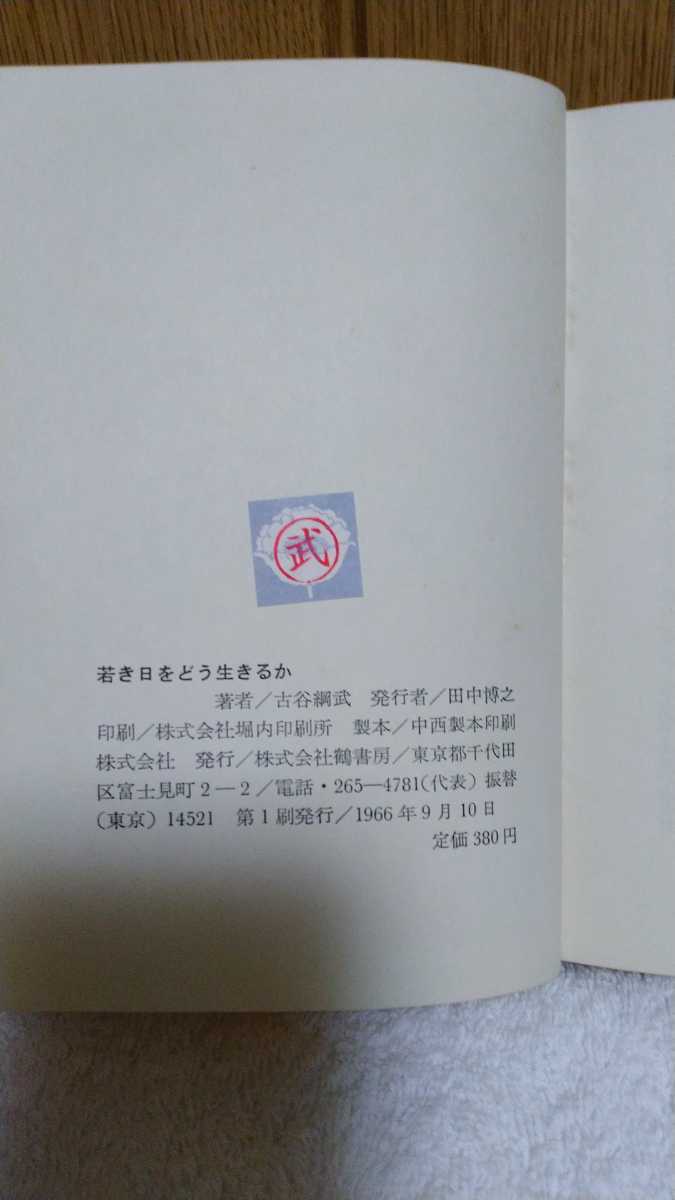 武
若き日をどう生きるか
著者／古谷綱武 発行者／田中博之
印刷／株式会社堀内印刷所 製本／中西製本印刷
株式会社 発行／株式会社鶴書房／東京都千代田
区富士見町2—2／電話・265—4781(代表) 振替
(東京) 14521 第1刷発行／1966年9月10日
定価380円